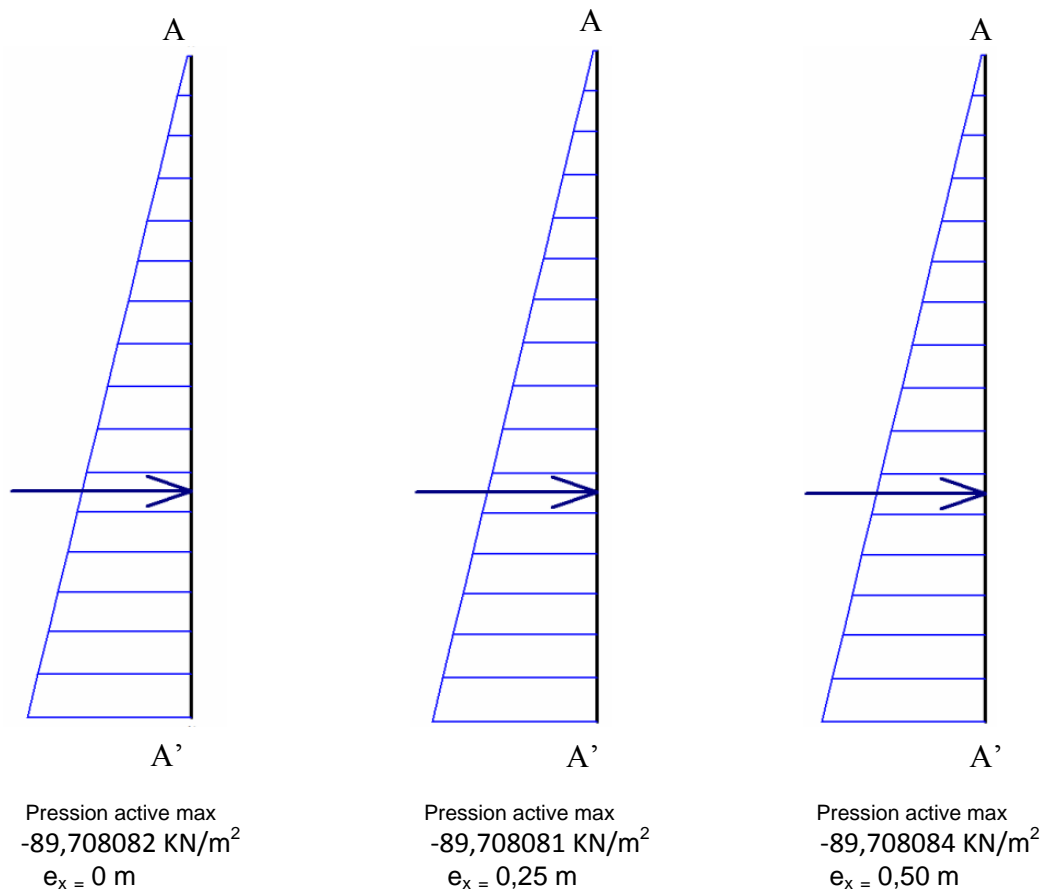 A
A
A
A’
A’
A’
Pression active max
-89,708082 KN/m²
eₓ = 0 m
Pression active max
-89,708081 KN/m²
eₓ = 0,25 m
Pression active max
-89,708084 KN/m²
eₓ = 0,50 m